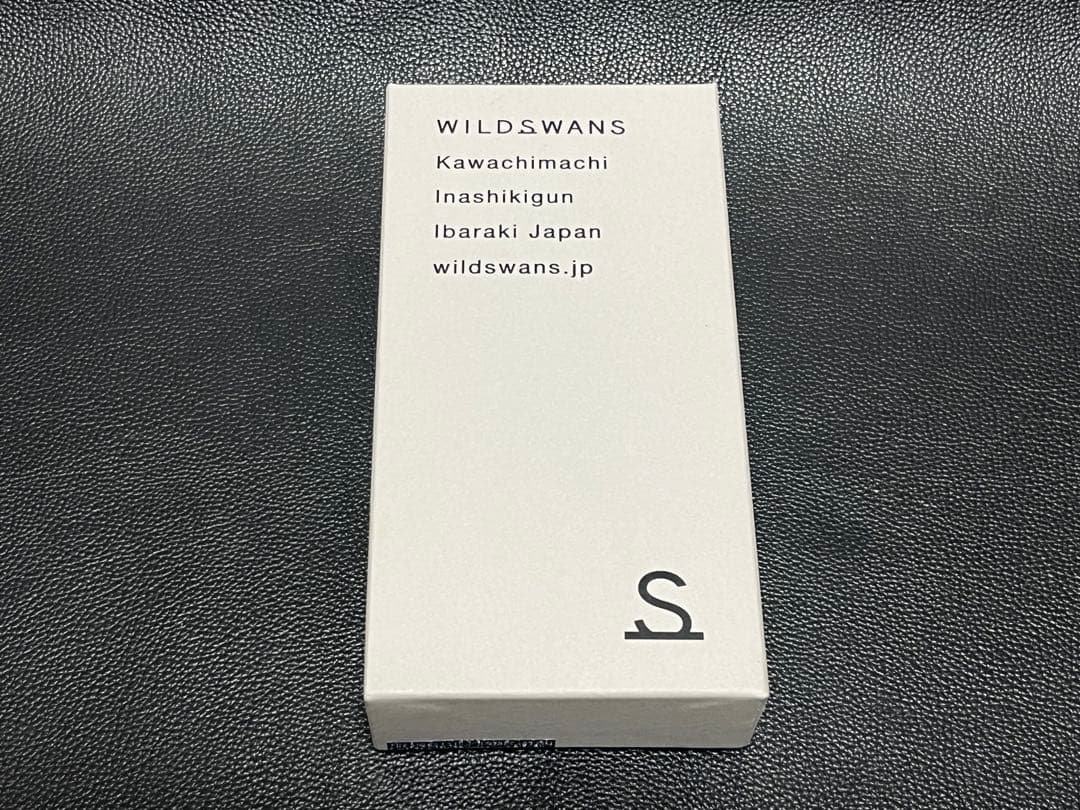 WILDSWANS
Kawachimachi
Inashikigun
Ibaraki Japan
wildswans.jp
S